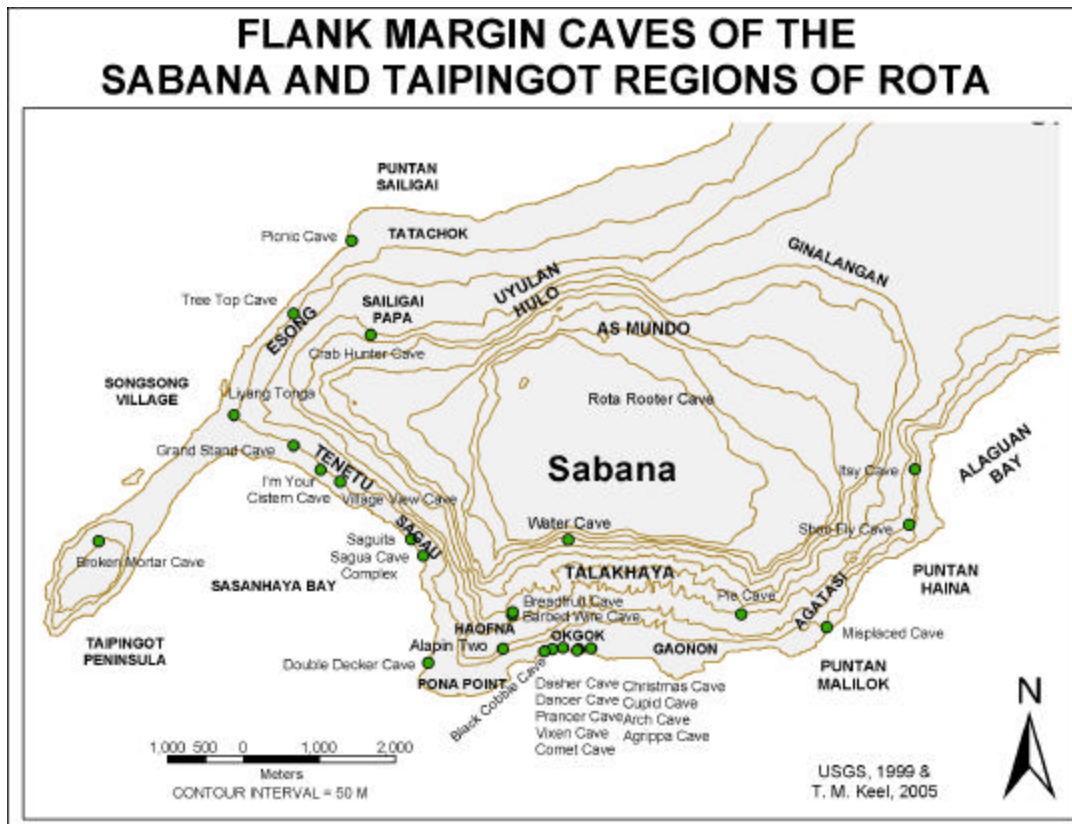 FLANK MARGIN CAVES OF THE
SABANA AND TAIPINGOT REGIONS OF ROTA
PUNTAN
SAILIGAI
Picnic Cave
TATACHOK
GINALANGAN
UYULAN
HULO
Tree Top Cave
ESONG
SAILIGAI
PAPA
AS MUNDO
Crab Hunter Cave
SONGSONG
VILLAGE
Liyang Tonga
Rota Rooter Cave
Grand Stand Cave
TENETU
Sabana
Itsy Cave
ALAGUAN
BAY
I'm Your
Cistern Cave
Village View Cave
SAGAU
Water Cave
Shoo Fly Cave
Saguita
Sagua Cave
Complex
Broken Mortar Cave
SASANHAYA BAY
TALAKHAYA
PUNTAN
HAINA
AGATASI
Breadfruit Cave
Barbed Wire Cave
Pie Cave
TAIPINGOT
PENINSULA
HAOFNA
OKGOK
GAONON
Misplaced Cave
Alapin Two
Double Decker Cave
PONA POINT
Black Cobble Cave
PUNTAN
MALILOK
Dasher Cave
Dancer Cave
Prancer Cave
Vixen Cave
Comet Cave
Christmas Cave
Cupid Cave
Arch Cave
Agrippa Cave
N
1,000 500 0 1,000 2,000
Meters
CONTOUR INTERVAL = 50 M
USGS, 1999 &
T. M. Keel, 2005